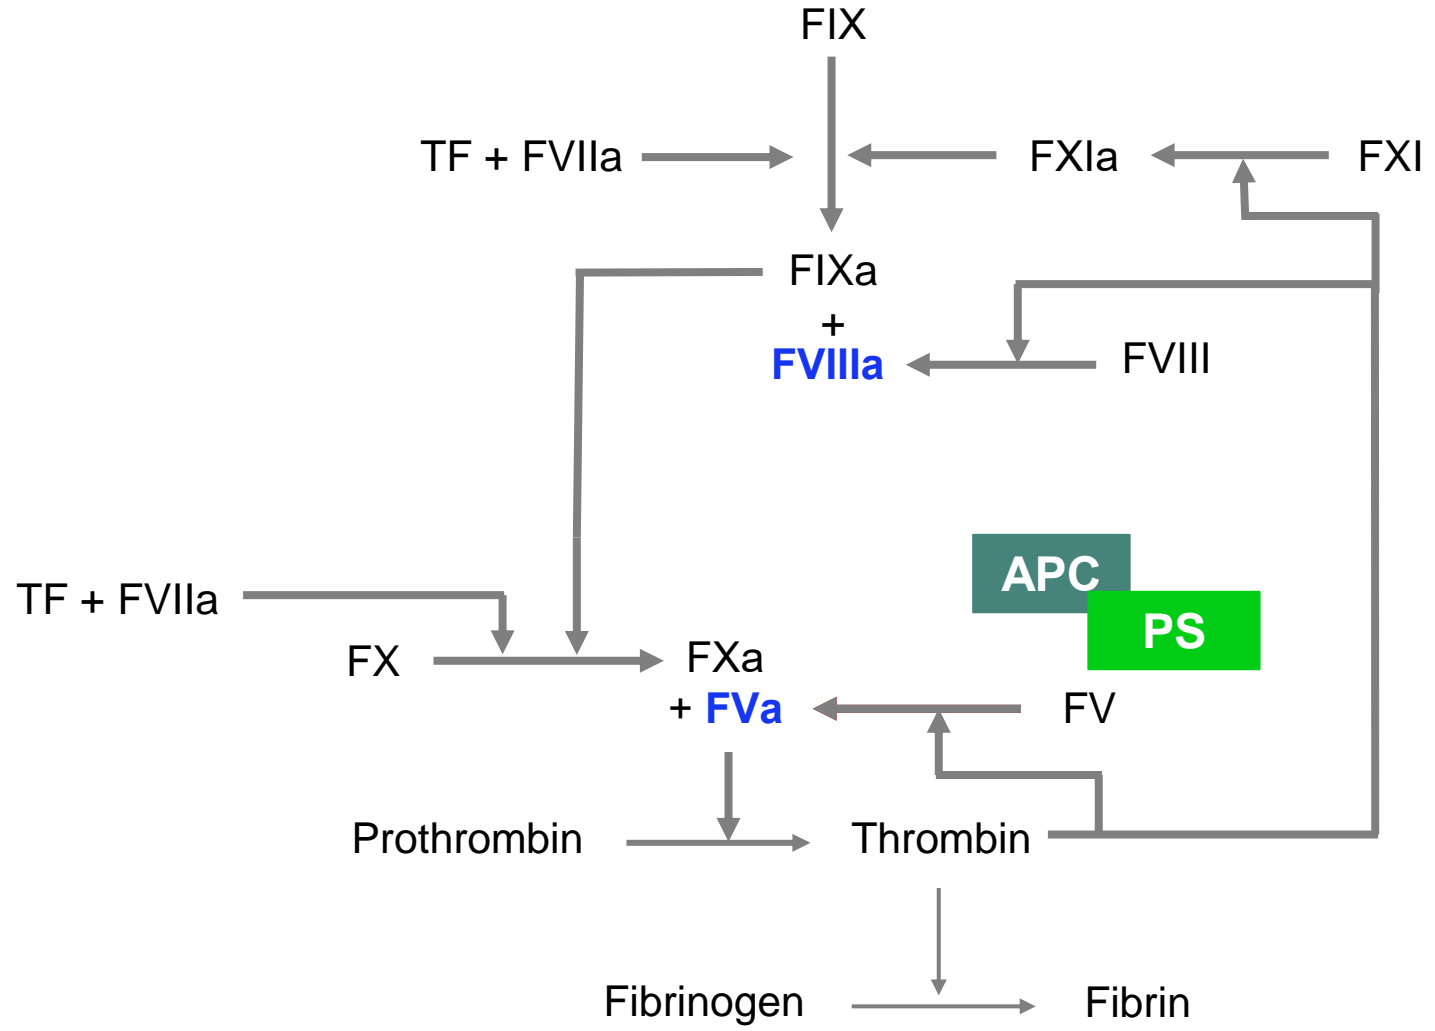 FIX
TF + FVIIa
FXIa
FXI
FIXa
+
FVIIIa
FVIII
APC
PS
TF + FVIIa
FX
FXa
+ FVa
FV
Prothrombin
Thrombin
Fibrinogen
Fibrin